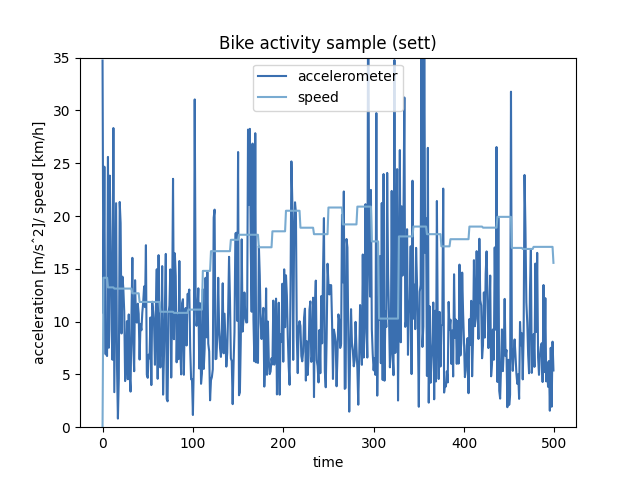 Bike activity sample (sett)
accelerometer
speed
acceleration [m/s^2]/ speed [km/h]
35
30
25
20
15
10
5
0
0 100 200 300 400 500
time